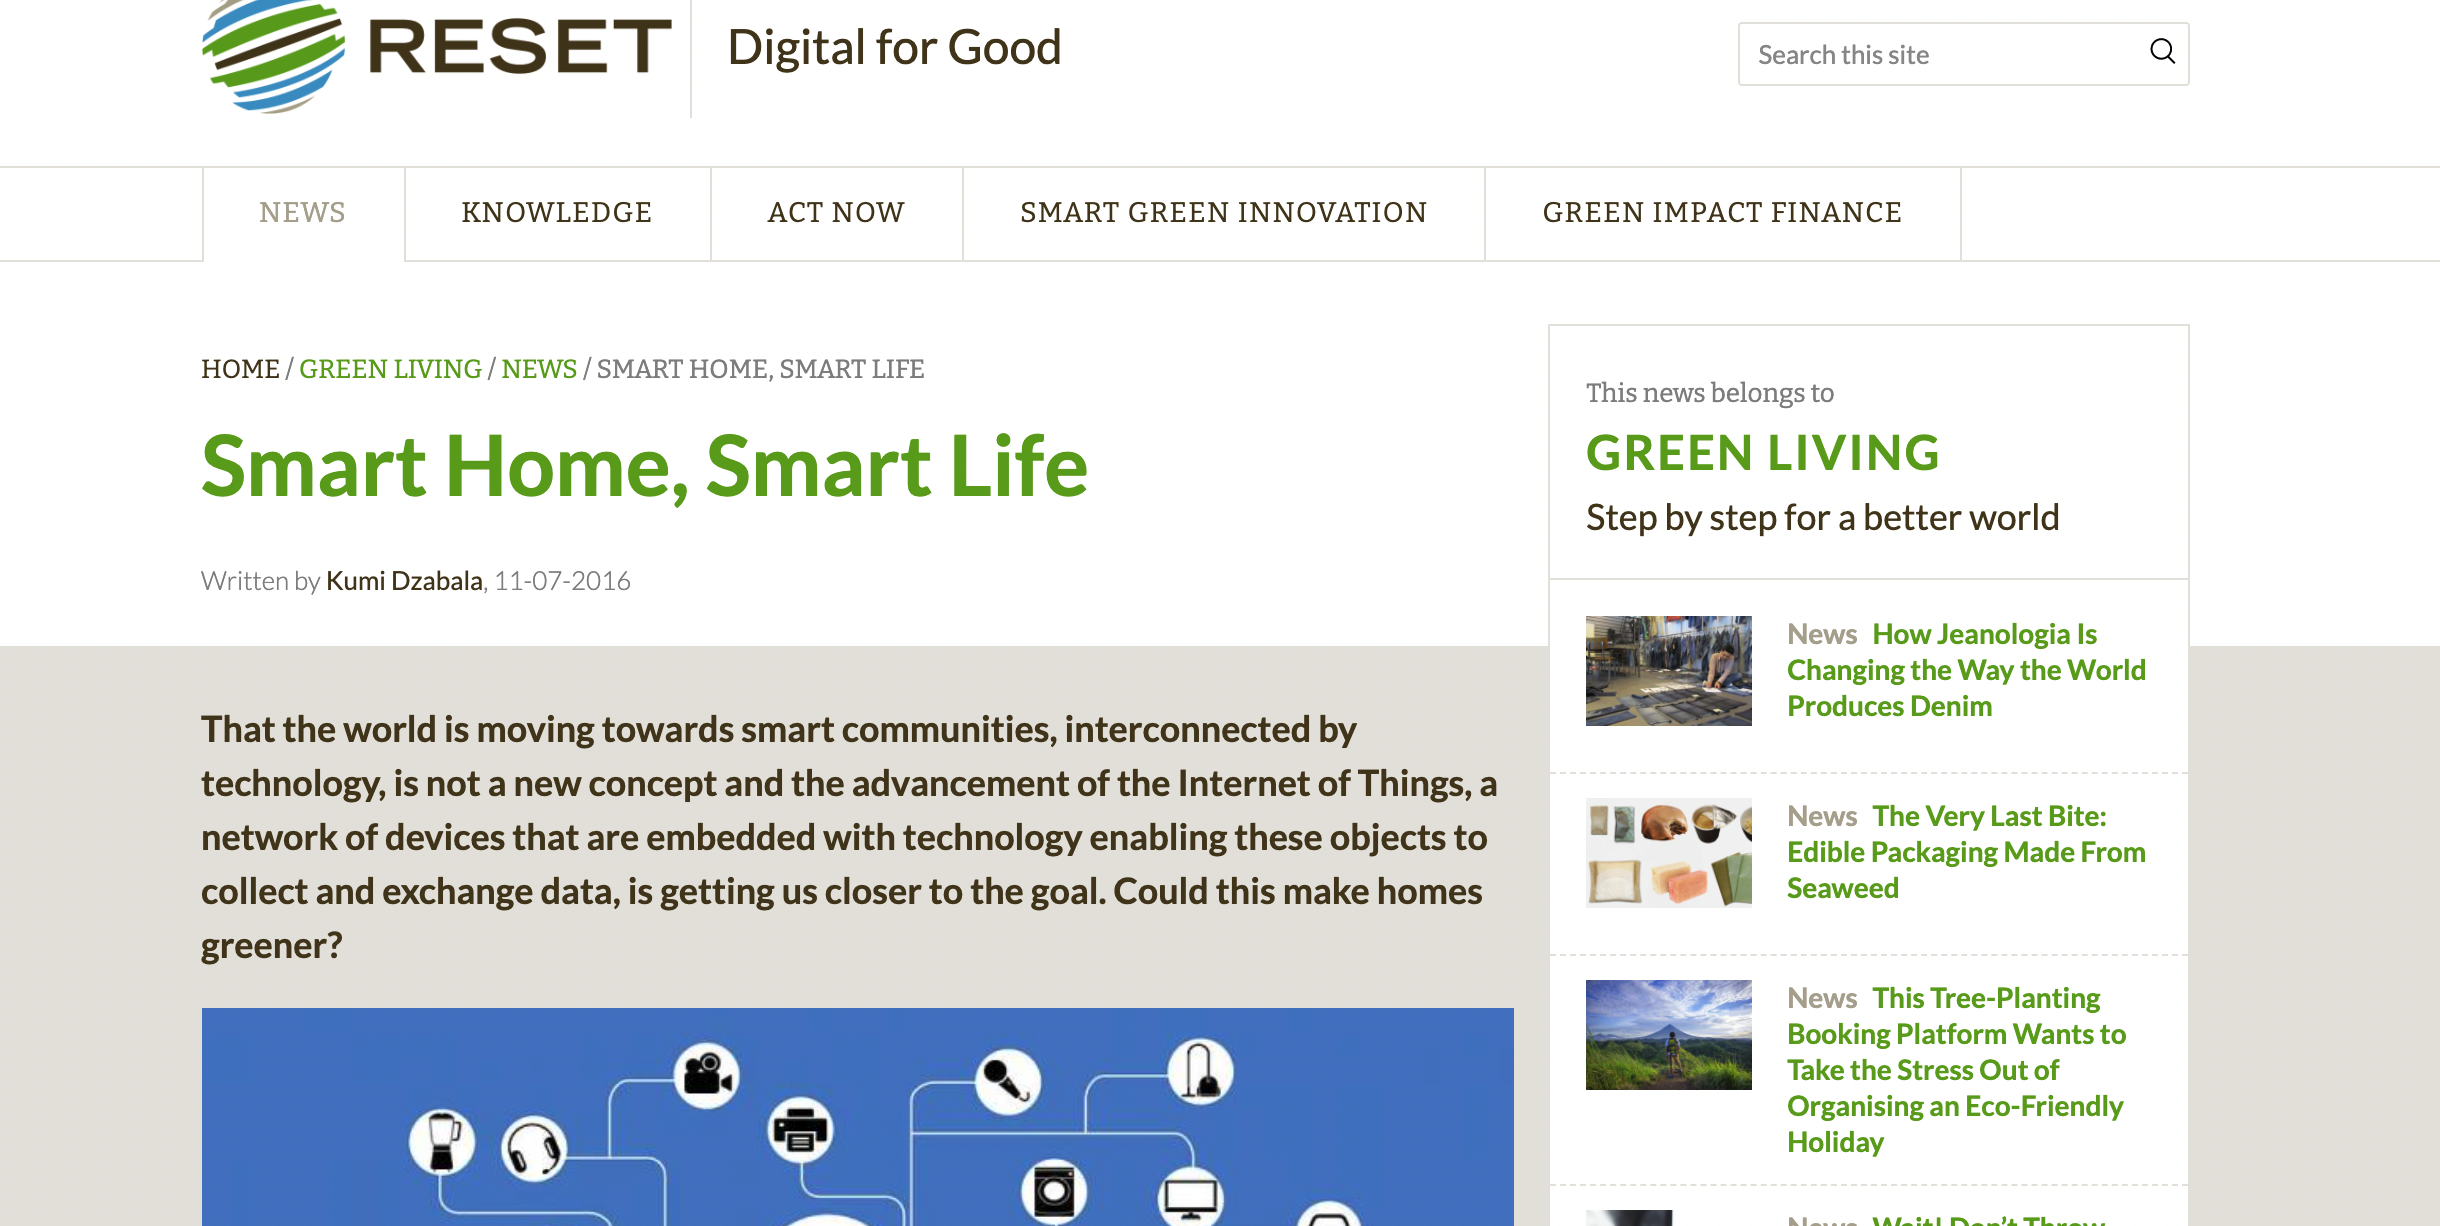 RESET
Digital for Good
Search this site
NEWS
KNOWLEDGE
ACT NOW
SMART GREEN INNOVATION
GREEN IMPACT FINANCE
HOME / GREEN LIVING / NEWS / SMART HOME, SMART LIFE
Smart Home, Smart Life
Written by Kumi Dzabala, 11-07-2016
That the world is moving towards smart communities, interconnected by
technology, is not a new concept and the advancement of the Internet of Things, a
network of devices that are embedded with technology enabling these objects to
collect and exchange data, is getting us closer to the goal. Could this make homes
greener?
This news belongs to
GREEN LIVING
Step by step for a better world
News How Jeanologia Is
Changing the Way the World
Produces Denim
News The Very Last Bite:
Edible Packaging Made From
Seaweed
News This Tree-Planting
Booking Platform Wants to
Take the Stress Out of
Organising an Eco-Friendly
Holiday
News Wait! Don't Throw